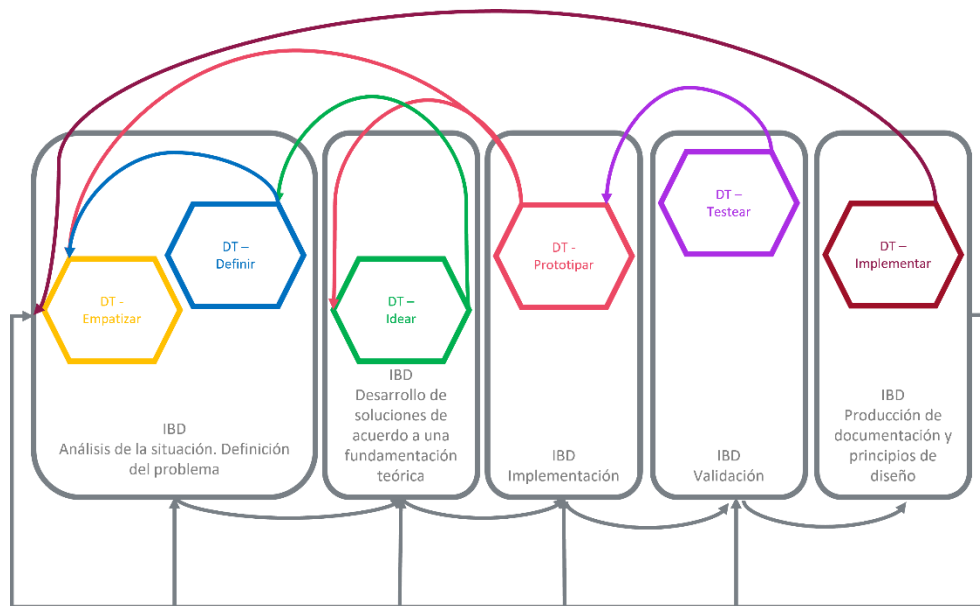 DT -
Empatizar
DT –
Definir
IBD
Análisis de la situación. Definición
del problema
DT –
Idear
IBD
Desarrollo de
soluciones de
acuerdo a una
fundamentación
teórica
DT -
Prototipar
IBD
Implementación
DT –
Testear
IBD
Validación
DT –
Implementar
IBD
Producción de
documentación y
principios de
diseño